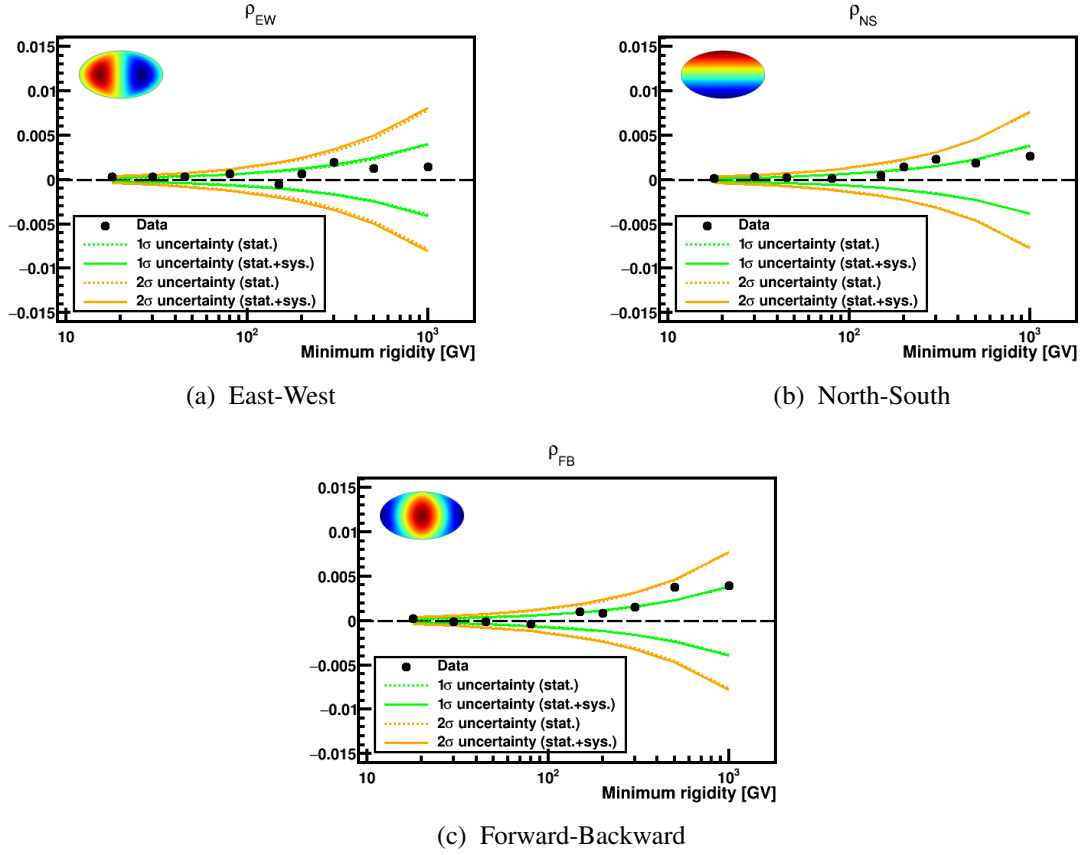 ρEW
0.015
0.01
0.005
0
−0.005
−0.01
−0.015
Data
1σ uncertainty (stat.)
1σ uncertainty (stat.+sys.)
2σ uncertainty (stat.)
2σ uncertainty (stat.+sys.)
10
10²
10³
Minimum rigidity [GV]
(a) East-West
ρNS
0.015
0.01
0.005
0
−0.005
−0.01
−0.015
Data
1σ uncertainty (stat.)
1σ uncertainty (stat.+sys.)
2σ uncertainty (stat.)
2σ uncertainty (stat.+sys.)
10
10²
10³
Minimum rigidity [GV]
(b) North-South
ρFB
0.015
0.01
0.005
0
−0.005
−0.01
−0.015
Data
1σ uncertainty (stat.)
1σ uncertainty (stat.+sys.)
2σ uncertainty (stat.)
2σ uncertainty (stat.+sys.)
10
10²
10³
Minimum rigidity [GV]
(c) Forward-Backward